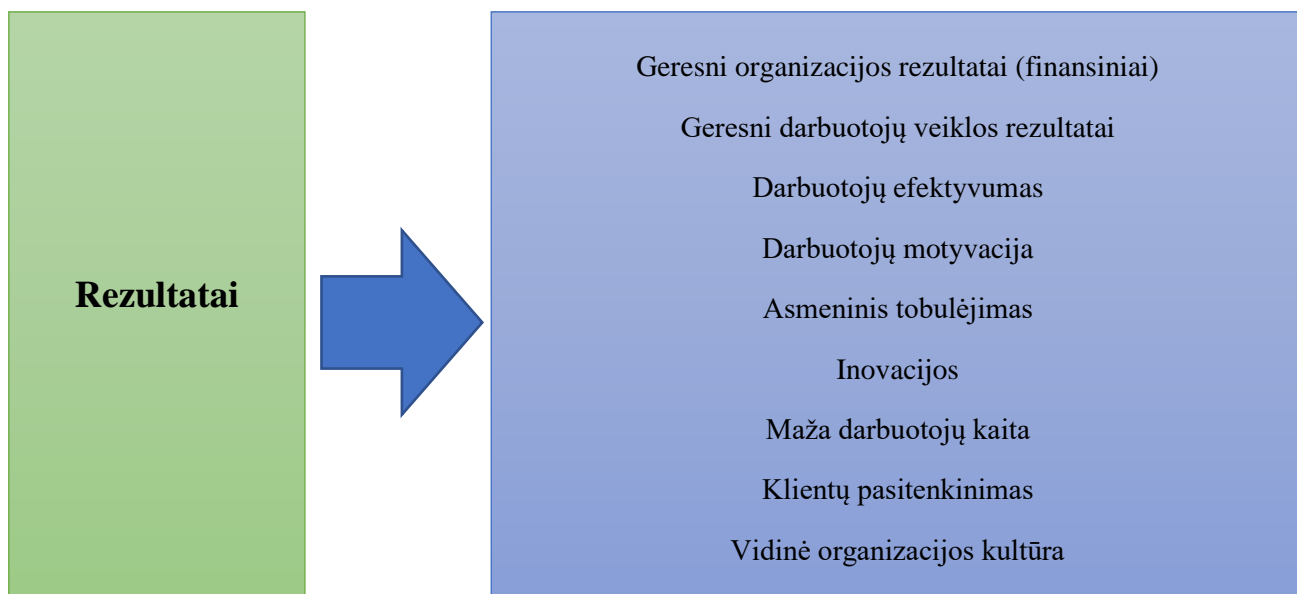 Rezultatai
Geresni organizacijos rezultatai (finansiniai)
Geresni darbuotojų veiklos rezultatai
Darbuotojų efektyvumas
Darbuotojų motyvacija
Asmeninis tobulėjimas
Inovacijos
Maža darbuotojų kaita
Klientų pasitenkinimas
Vidinė organizacijos kultūra